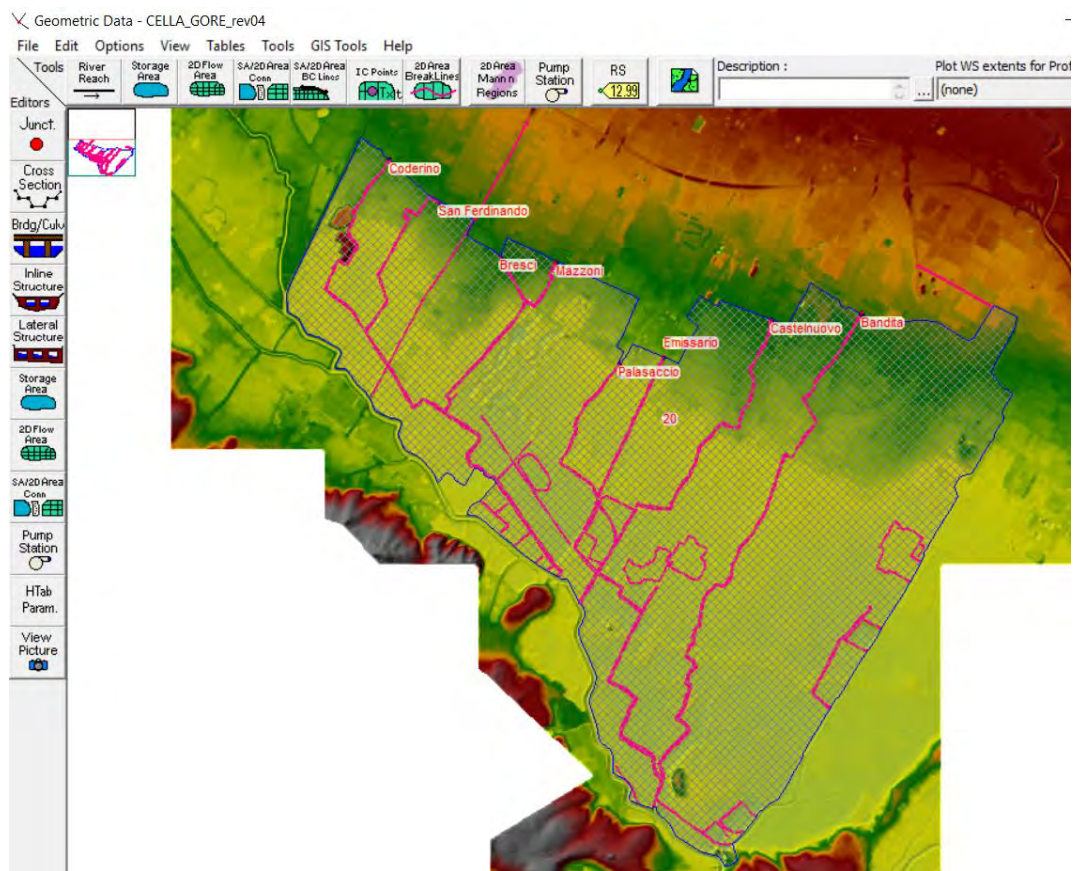 Geometric Data - CELLA_GORE_rev04
File Edit Options View Tables Tools GIS Tools Help
Tools
Editors
River
Reach
Storage
Area
2D Flow
Area
SA/2D Area
Conn
SA/2D Area
BC Lines
IC Points
2D Area
BreakLines
2D Area
Mann n
Regions
Pump
Station
RS
12.99
Description :
...
Plot WS extents for Prof
(none)
Junct.
Cross
Section
Brdg/Culv
Inline
Structure
Lateral
Structure
Storage
Area
2D Flow
Area
SA/2D Area
Conn
Pump
Station
HTab
Param.
View
Picture
Coderino
San Ferdinando
Bresci
Mazzoni
Castelnuovo
Bandita
Emissario
Palasaccio
20